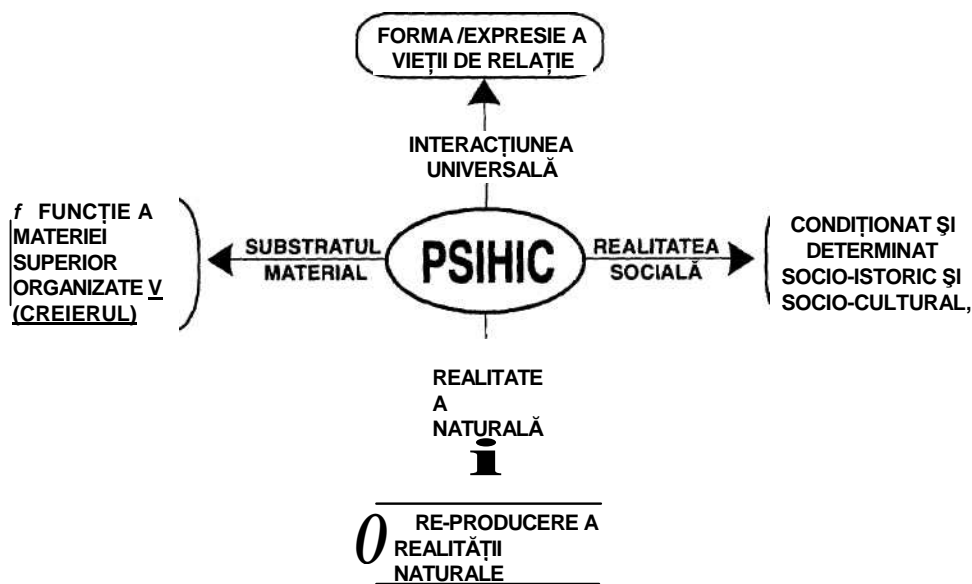 FORMA /EXPRESIE A
VIEȚII DE RELAȚIE
INTERACȚIUNEA
UNIVERSALĂ
f FUNCȚIE A
MATERIEI
SUPERIOR
ORGANIZATE V
(CREIERUL)
SUBSTRATUL
MATERIAL
PSIHIC
REALITATEA
SOCIALĂ
CONDIȚIONAT ŞI
DETERMINAT
SOCIO-ISTORIC ŞI
SOCIO-CULTURAL,
REALITATE
A
NATURALĂ
i
0 RE-PRODUCERE A
REALITĂȚII
NATURALE